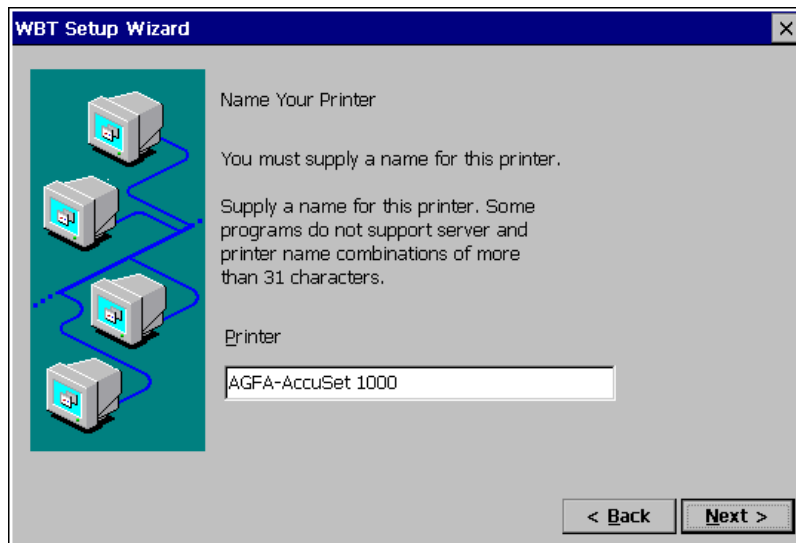 WBT Setup Wizard
Name Your Printer
You must supply a name for this printer.
Supply a name for this printer. Some
programs do not support server and
printer name combinations of more
than 31 characters.
Printer
AGFA-AccuSet 1000
< Back
Next >